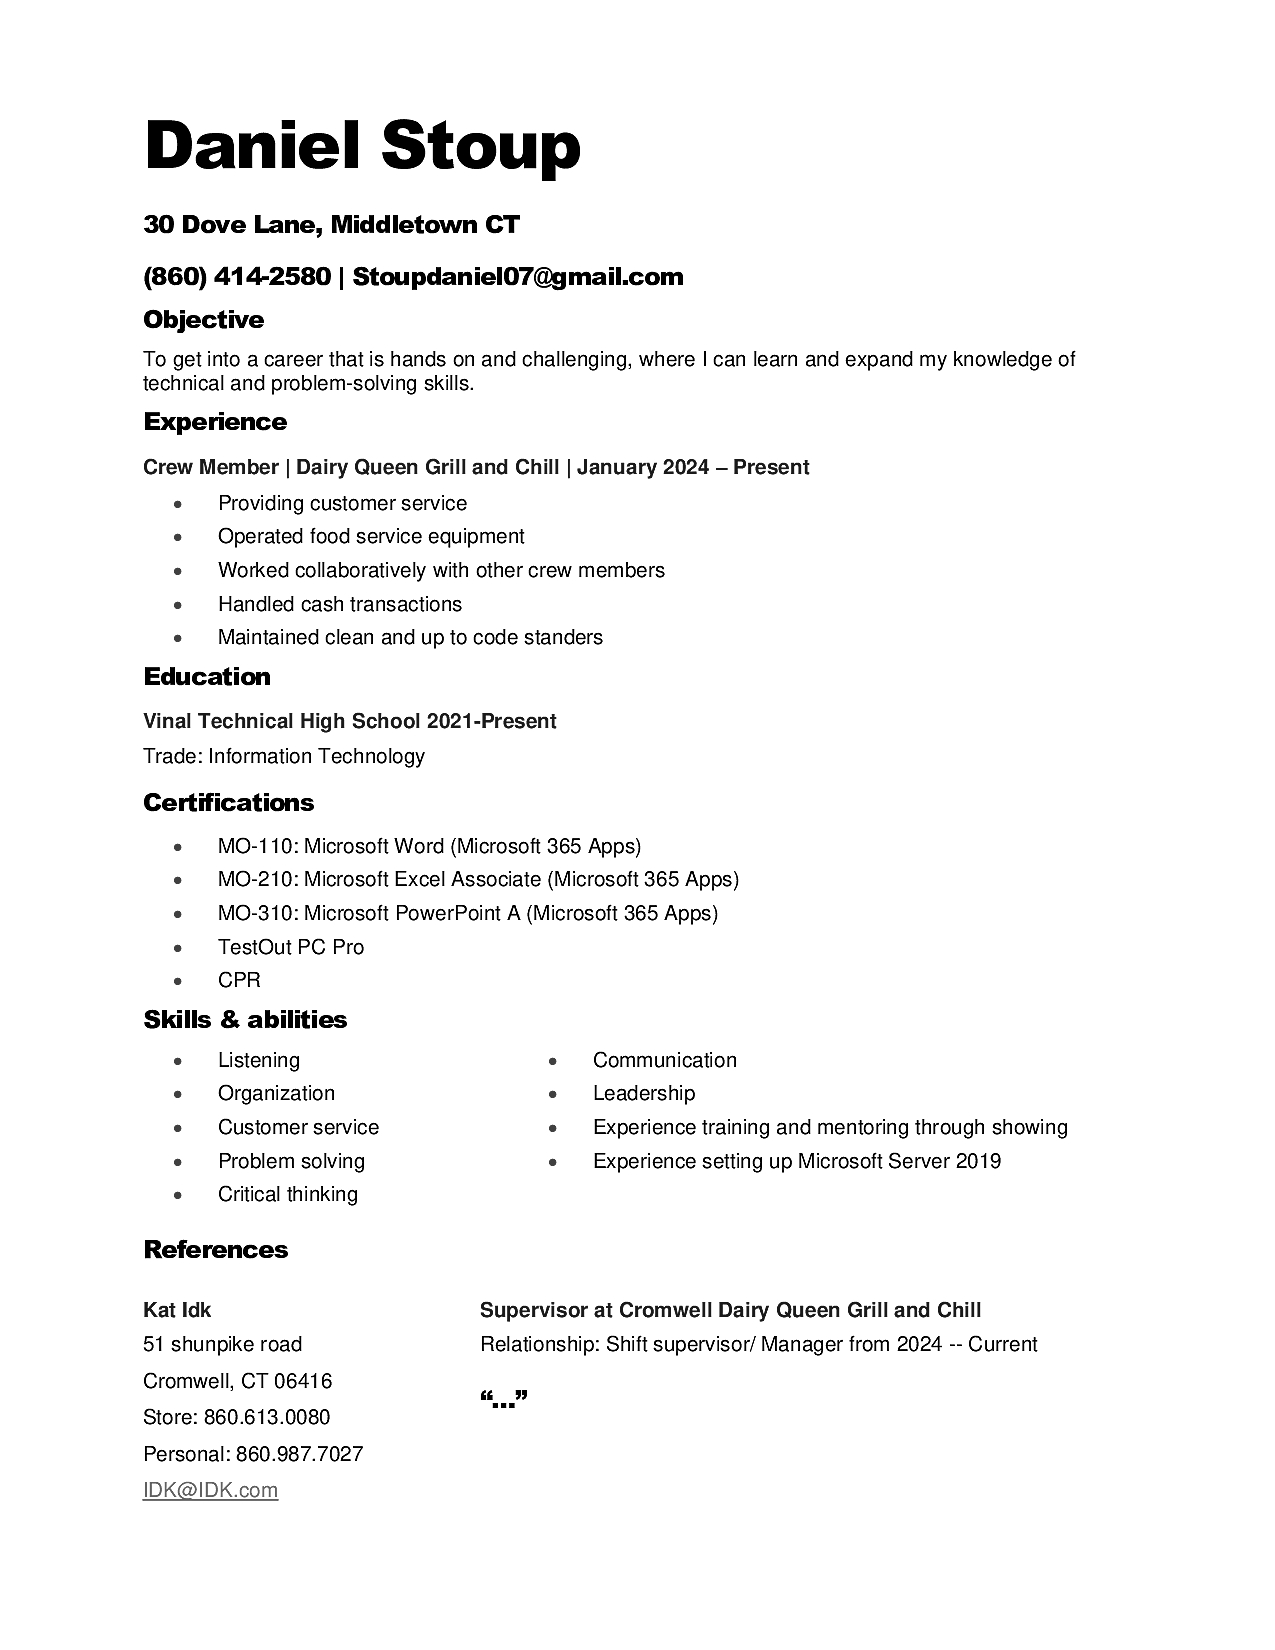 Daniel Stoup
30 Dove Lane, Middletown CT
(860) 414-2580 | Stoupdaniel07@gmail.com
Objective
To get into a career that is hands on and challenging, where I can learn and expand my knowledge of
technical and problem-solving skills.
Experience
Crew Member | Dairy Queen Grill and Chill | January 2024 – Present
• Providing customer service
• Operated food service equipment
• Worked collaboratively with other crew members
• Handled cash transactions
• Maintained clean and up to code standers
Education
Vinal Technical High School 2021-Present
Trade: Information Technology
Certifications
• MO-110: Microsoft Word (Microsoft 365 Apps)
• MO-210: Microsoft Excel Associate (Microsoft 365 Apps)
• MO-310: Microsoft PowerPoint A (Microsoft 365 Apps)
• TestOut PC Pro
• CPR
Skills & abilities
• Listening
• Organization
• Customer service
• Problem solving
• Critical thinking
• Communication
• Leadership
• Experience training and mentoring through showing
• Experience setting up Microsoft Server 2019
References
Kat Idk
51 shunpike road
Cromwell, CT 06416
Store: 860.613.0080
Personal: 860.987.7027
IDK@IDK.com
Supervisor at Cromwell Dairy Queen Grill and Chill
Relationship: Shift supervisor/ Manager from 2024 -- Current
“...”